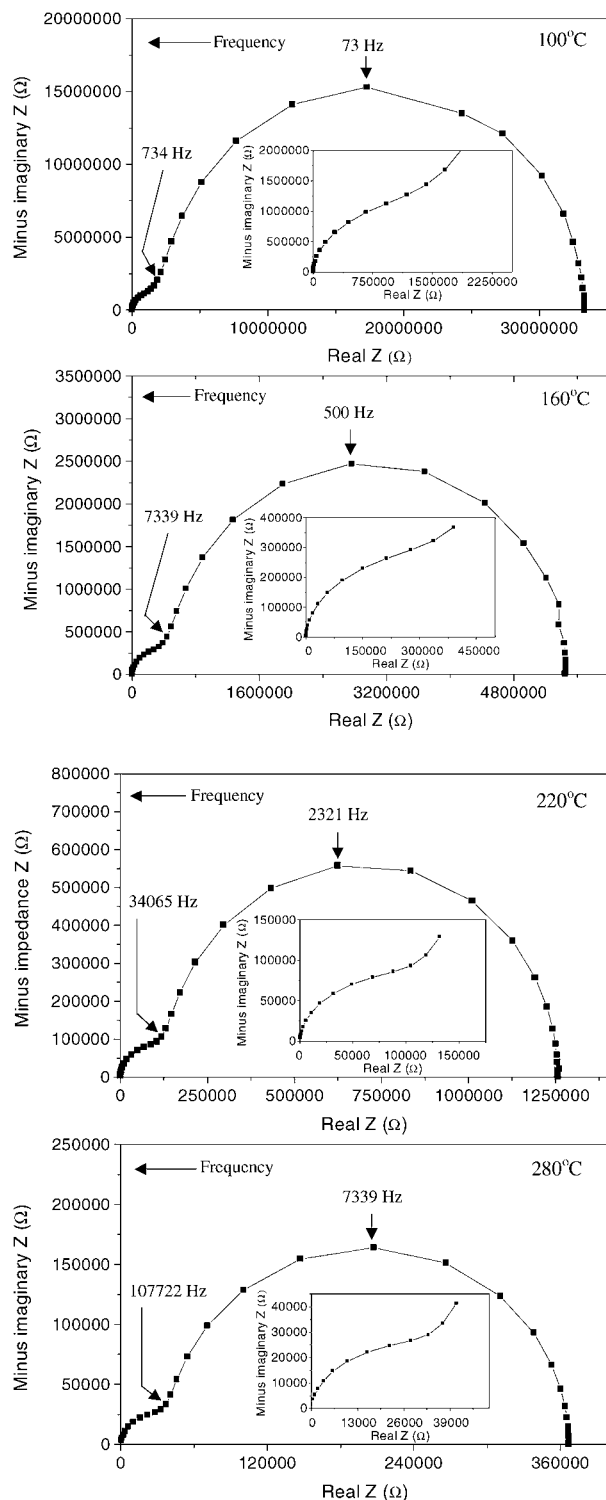 20000000
Frequency
73 Hz
100°C
15000000
734 Hz
10000000
5000000
0
Minus imaginary Z (Ω)
2000000
1500000
1000000
500000
0
Minus imaginary Z (Ω)
750000 1500000 2250000
Real Z (Ω)
10000000 20000000 30000000
Real Z (Ω)
3500000
Frequency
500 Hz
160°C
3000000
2500000
7339 Hz
2000000
1500000
1000000
500000
0
Minus imaginary Z (Ω)
400000
300000
200000
100000
0
Minus imaginary Z (Ω)
0 150000 300000 450000
Real Z (Ω)
0 1600000 3200000 4800000
Real Z (Ω)
800000
Frequency
2321 Hz
220°C
700000
600000
500000
34065 Hz
400000
300000
200000
100000
0
Minus impedance Z (Ω)
150000
100000
50000
0
Minus imaginary Z (Ω)
0 50000 100000 150000
Real Z (Ω)
0 250000 500000 750000 1000000 1250000
Real Z (Ω)
250000
Frequency
7339 Hz
280°C
200000
150000
107722 Hz
100000
50000
0
Minus imaginary Z (Ω)
40000
30000
20000
10000
0
Minus imaginary Z (Ω)
0 13000 26000 39000
Real Z (Ω)
0 120000 240000 360000
Real Z (Ω)